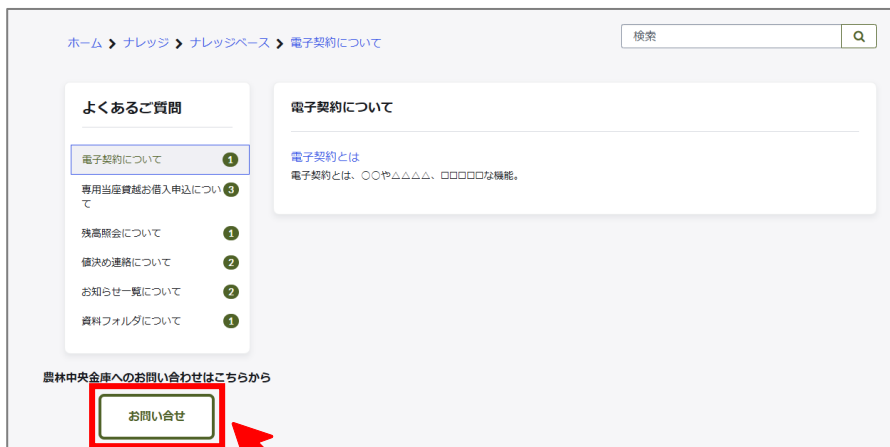 ホーム > ナレッジ > ナレッジベース > 電子契約について
検索
よくあるご質問
電子契約について 1
専用当座貸越お借入申込につい 3
て
残高照会について 1
値決め連絡について 2
お知らせ一覧について 2
資料フォルダについて 1
電子契約について
電子契約とは
電子契約とは、○○や△△△△、□□□□□な機能。
農林中央金庫へのお問い合わせはこちらから
お問い合せ